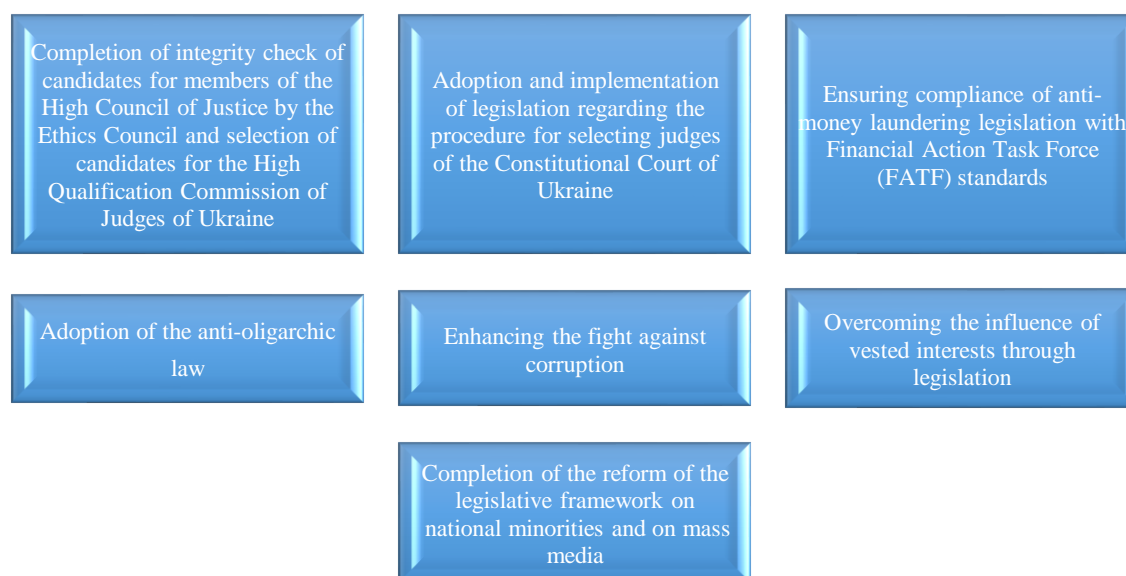 Completion of integrity check of
candidates for members of the
High Council of Justice by the
Ethics Council and selection of
candidates for the High
Qualification Commission of
Judges of Ukraine
Adoption and implementation
of legislation regarding the
procedure for selecting judges
of the Constitutional Court of
Ukraine
Ensuring compliance of anti-
money laundering legislation with
Financial Action Task Force
(FATF) standards
Adoption of the anti-oligarchic
law
Enhancing the fight against
corruption
Overcoming the influence of
vested interests through
legislation
Completion of the reform of the
legislative framework on
national minorities and on mass
media